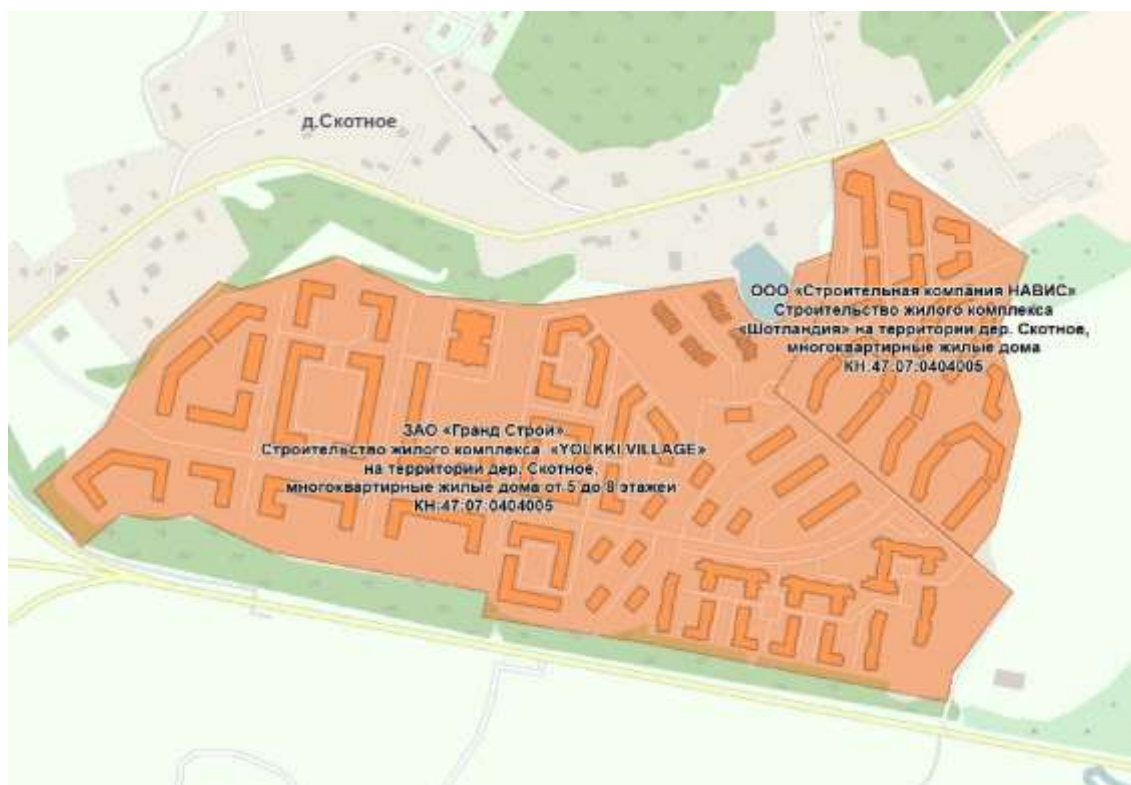 д.Скотное
ООО «Строительная компания НАВИС»
Строительство жилого комплекса
«Шотландия» на территории дер. Скотное,
многоквартирные жилые дома
КН:47:07:0404005
ЗАО «Гранд Строй»
Строительство жилого комплекса «YOLKKI VILLAGE»
на территории дер. Скотное,
многоквартирные жилые дома от 5 до 8 этажей
КН:47:07:0404005